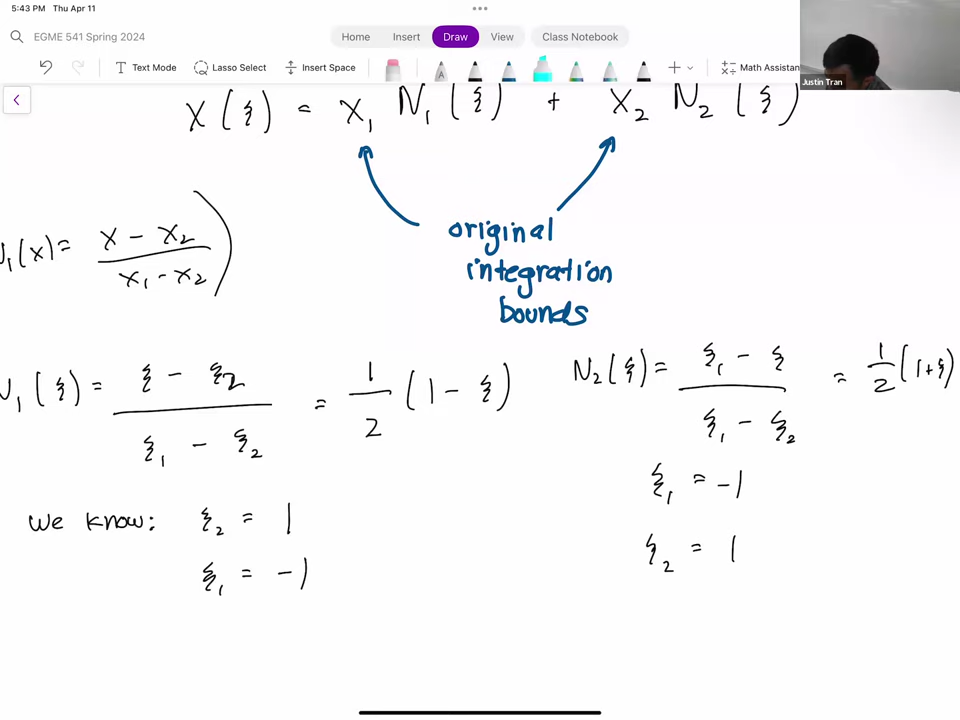 5:43 PM Thu Apr 11
EGME 541 Spring 2024
Home Insert Draw View Class Notebook
Text Mode Lasso Select Insert Space Math Assistan
Justin Tran
x(ξ) = x₁ N₁(ξ) + x₂ N₂(ξ)
original
integration
bounds
N₁(x) = (x - x₂) / (x₁ - x₂) )
N₁(ξ) = (ξ - ξ₂) / (ξ₁ - ξ₂) = 1/2 (1 - ξ)
N₂(ξ) = (ξ₁ - ξ) / (ξ₁ - ξ₂) = 1/2 (1+ξ)
We know: ξ₂ = 1
ξ₁ = -1
ξ₁ = -1
ξ₂ = 1